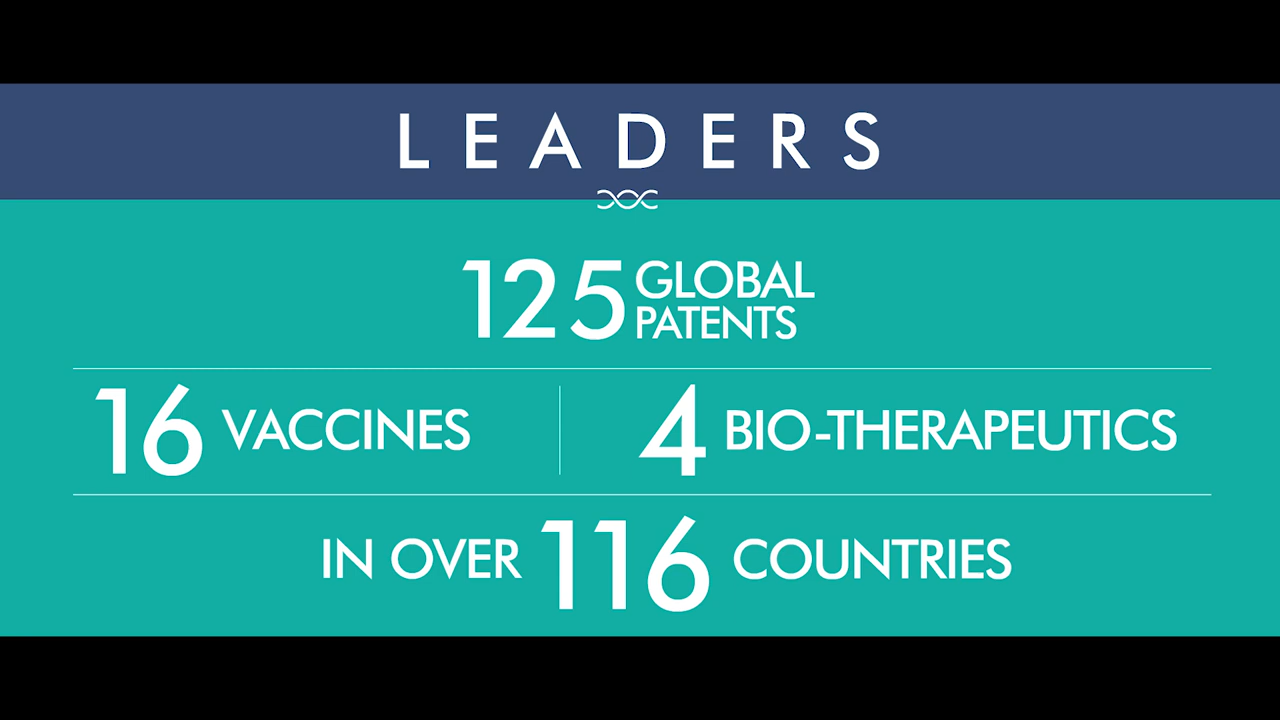 LEADERS
125 GLOBAL
PATENTS
16 VACCINES
4 BIO-THERAPEUTICS
IN OVER 116 COUNTRIES